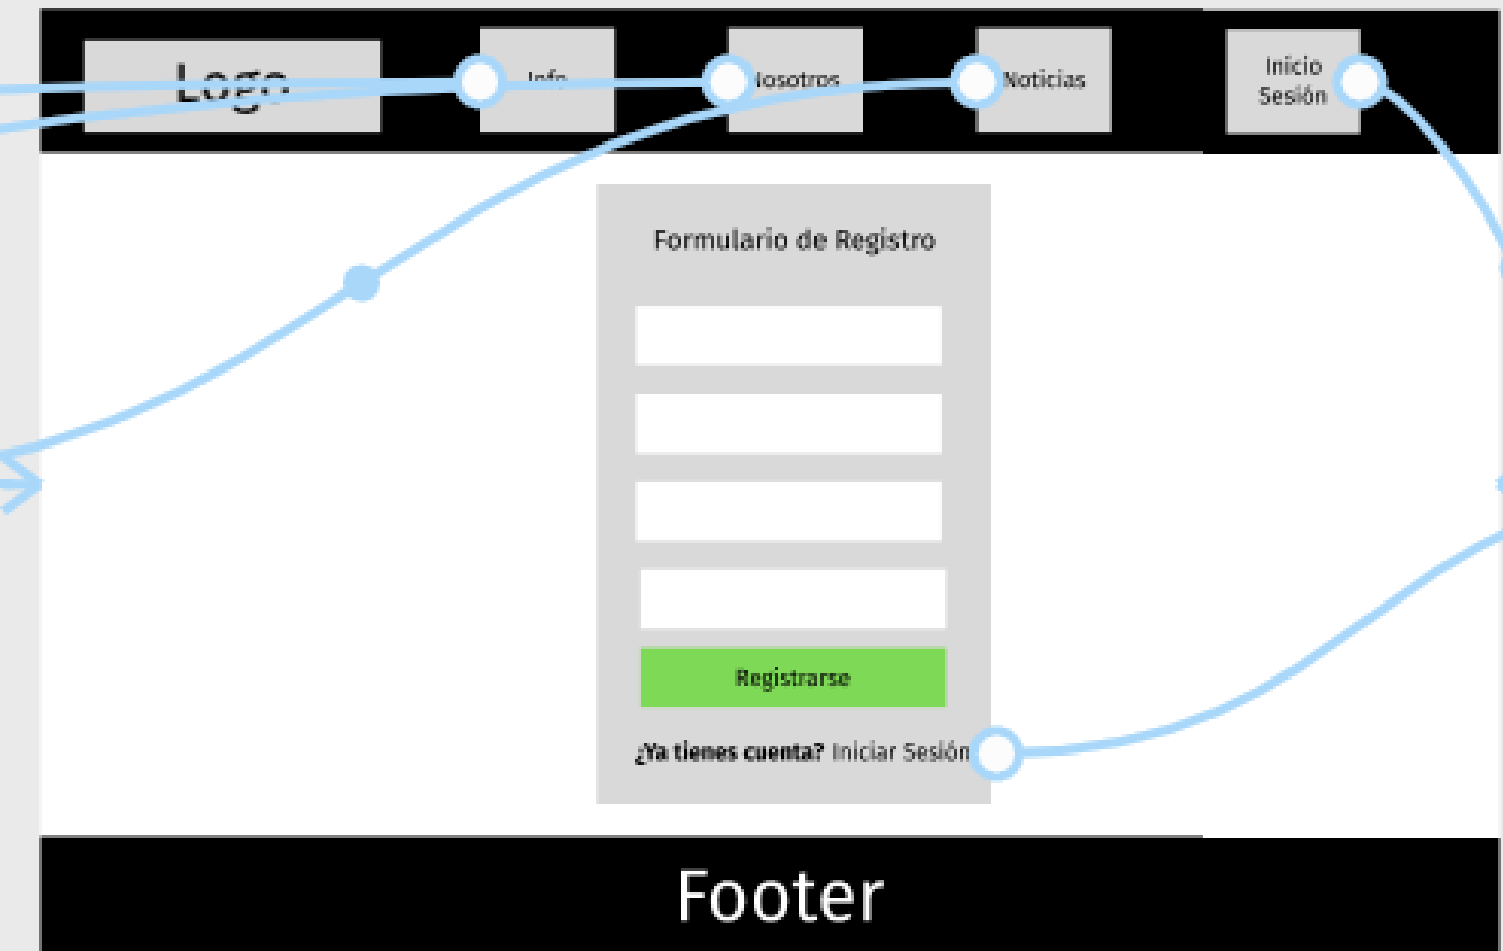 Logo
Info
Nosotros
Noticias
Inicio
Sesión
Formulario de Registro
Registrarse
¿Ya tienes cuenta? Iniciar Sesión
Footer